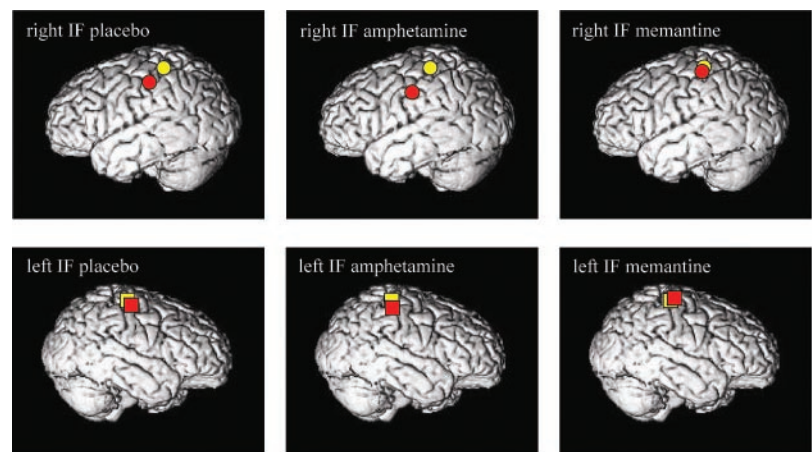 right IF placebo
right IF amphetamine
right IF memantine
left IF placebo
left IF amphetamine
left IF memantine